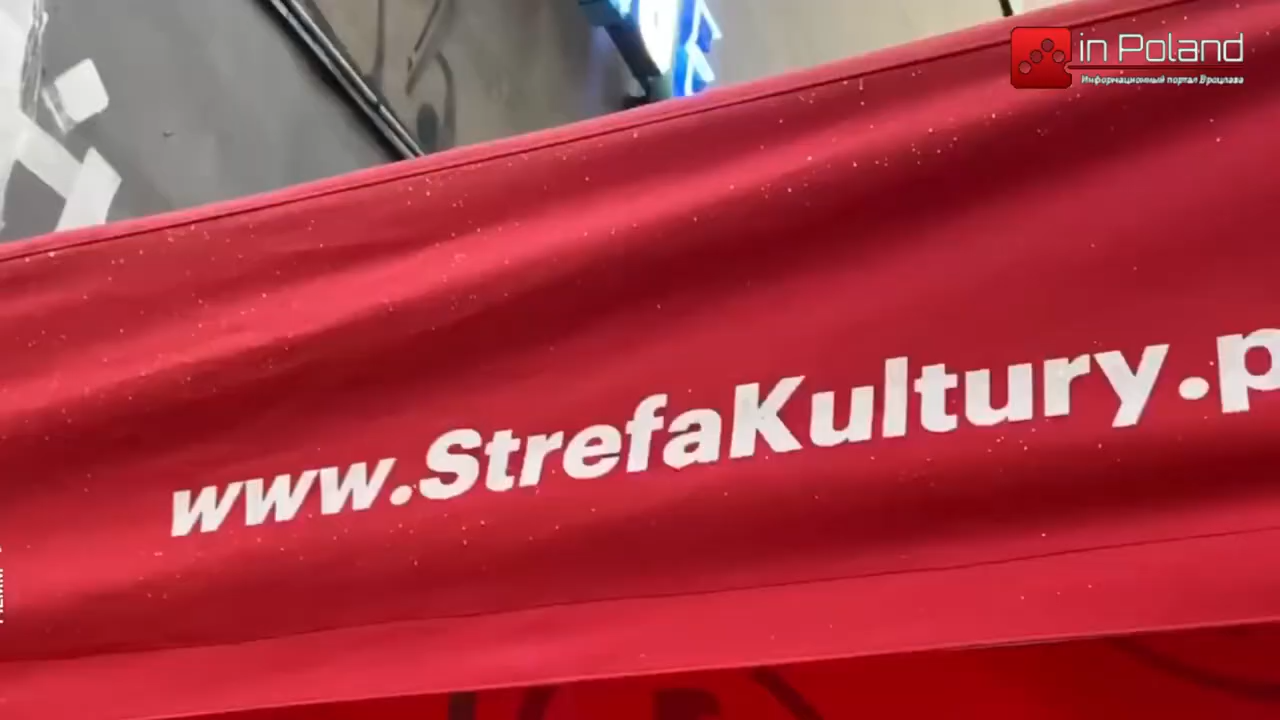 in Poland
Информационный портал Вроцлава
www.StrefaKultury.p